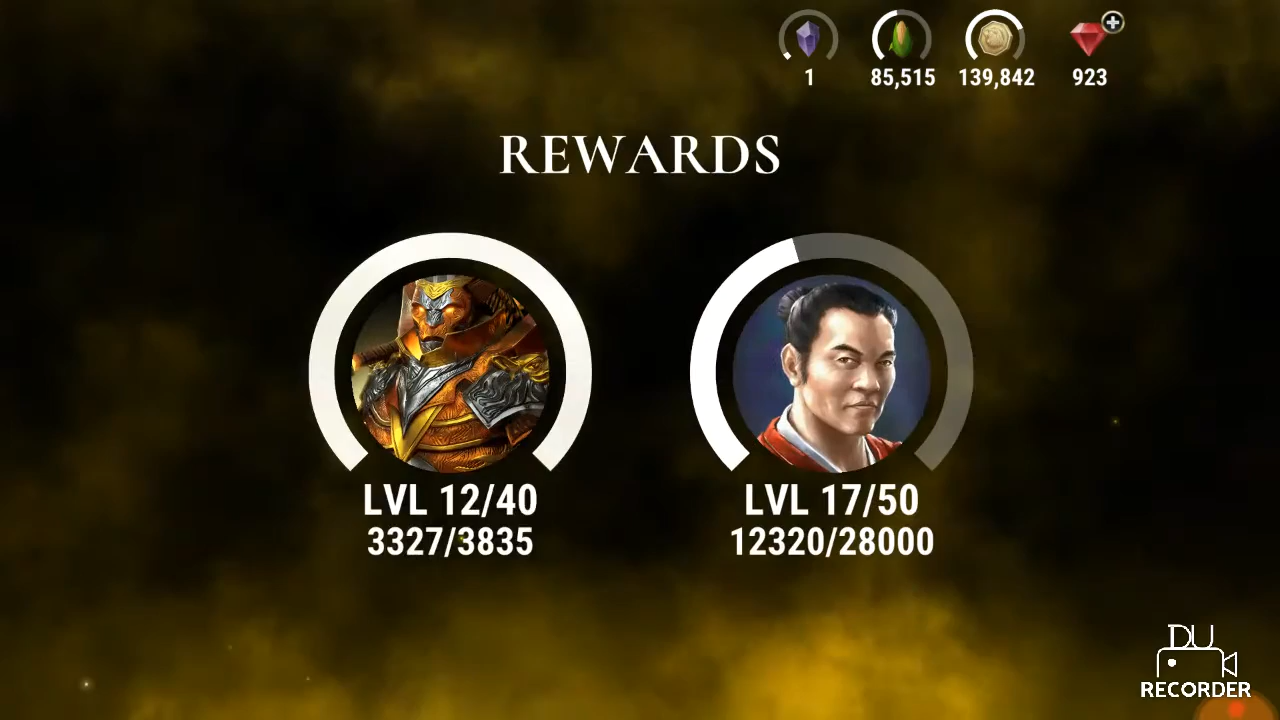 1 85,515 139,842 923
REWARDS
LVL 12/40
3327/3835
LVL 17/50
12320/28000
DU
RECORDER